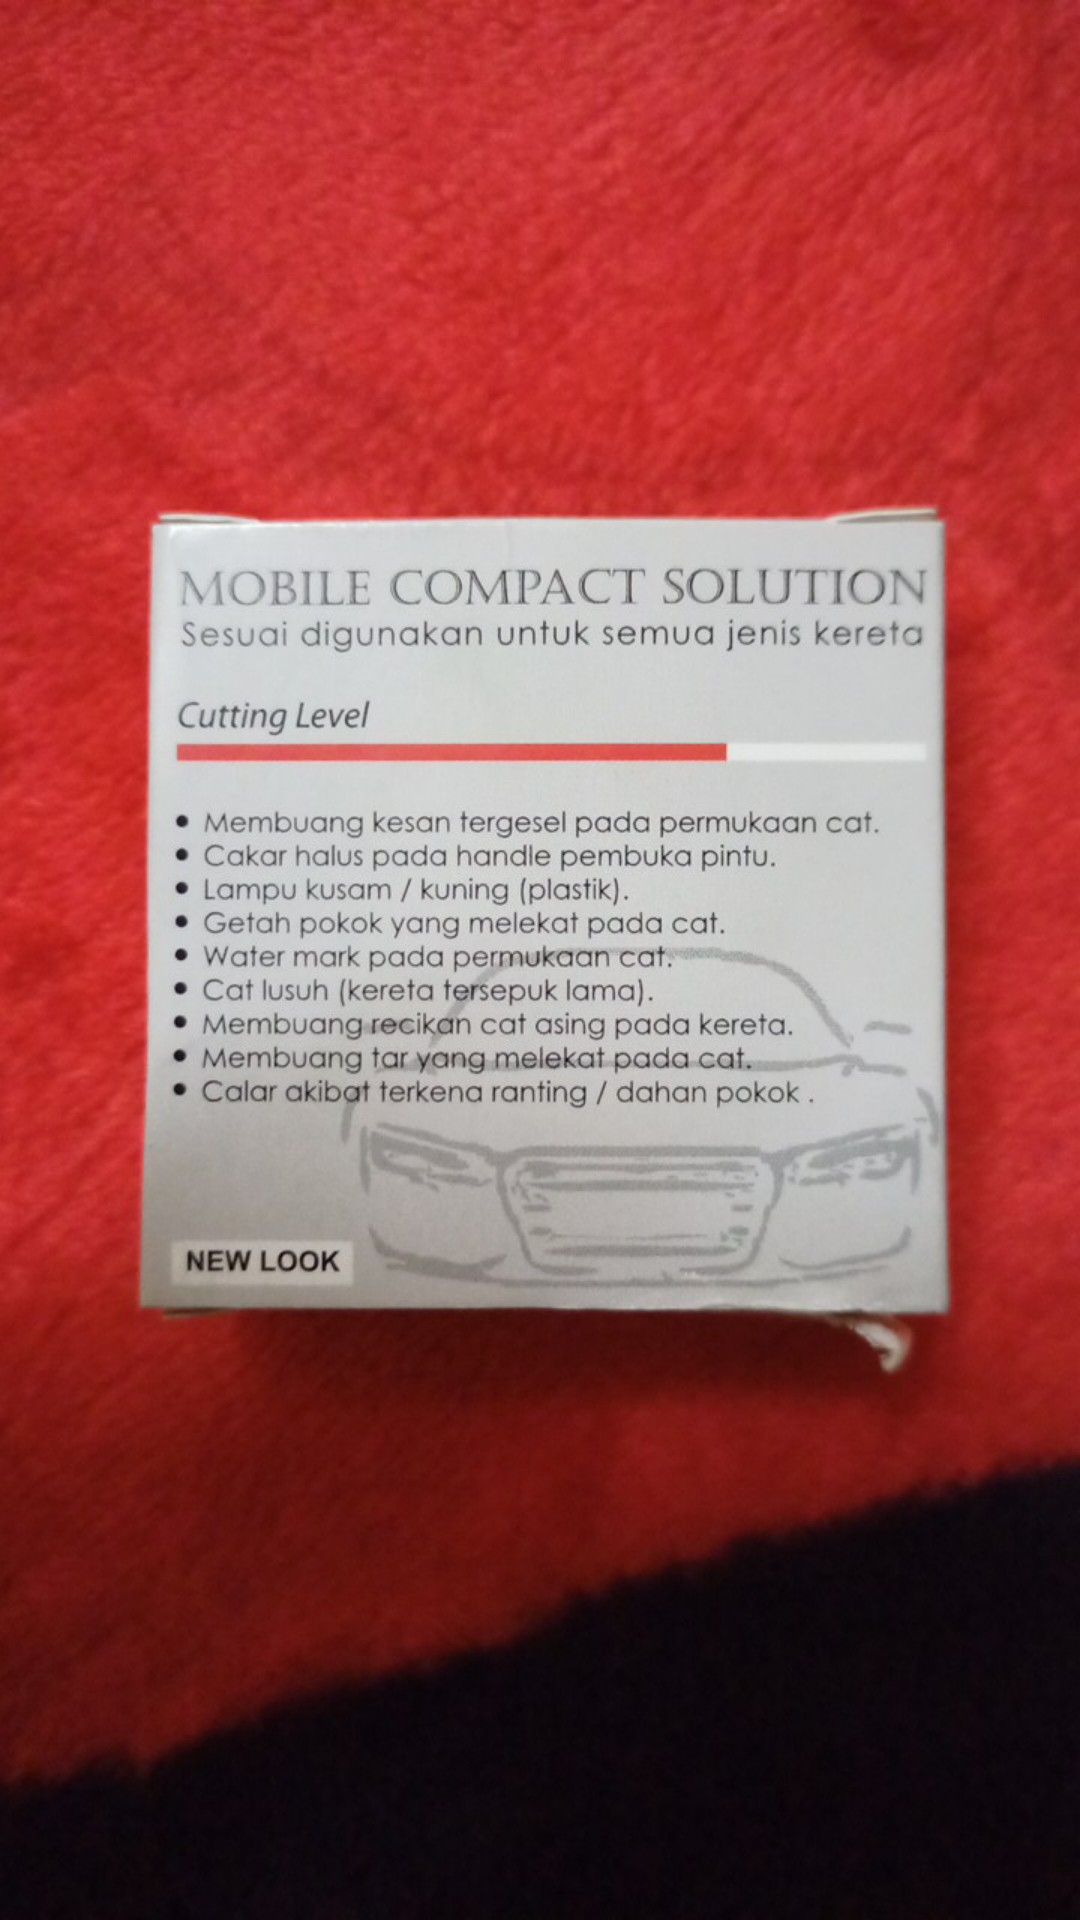 MOBILE COMPACT SOLUTION
Sesuai digunakan untuk semua jenis kereta
Cutting Level
• Membuang kesan tergesel pada permukaan cat.
• Cakar halus pada handle pembuka pintu.
• Lampu kusam / kuning (plastik).
• Getah pokok yang melekat pada cat.
• Water mark pada permukaan cat.
• Cat lusuh (kereta tersepuk lama).
• Membuang recikan cat asing pada kereta.
• Membuang tar yang melekat pada cat.
• Calar akibat terkena ranting / dahan pokok .
NEW LOOK